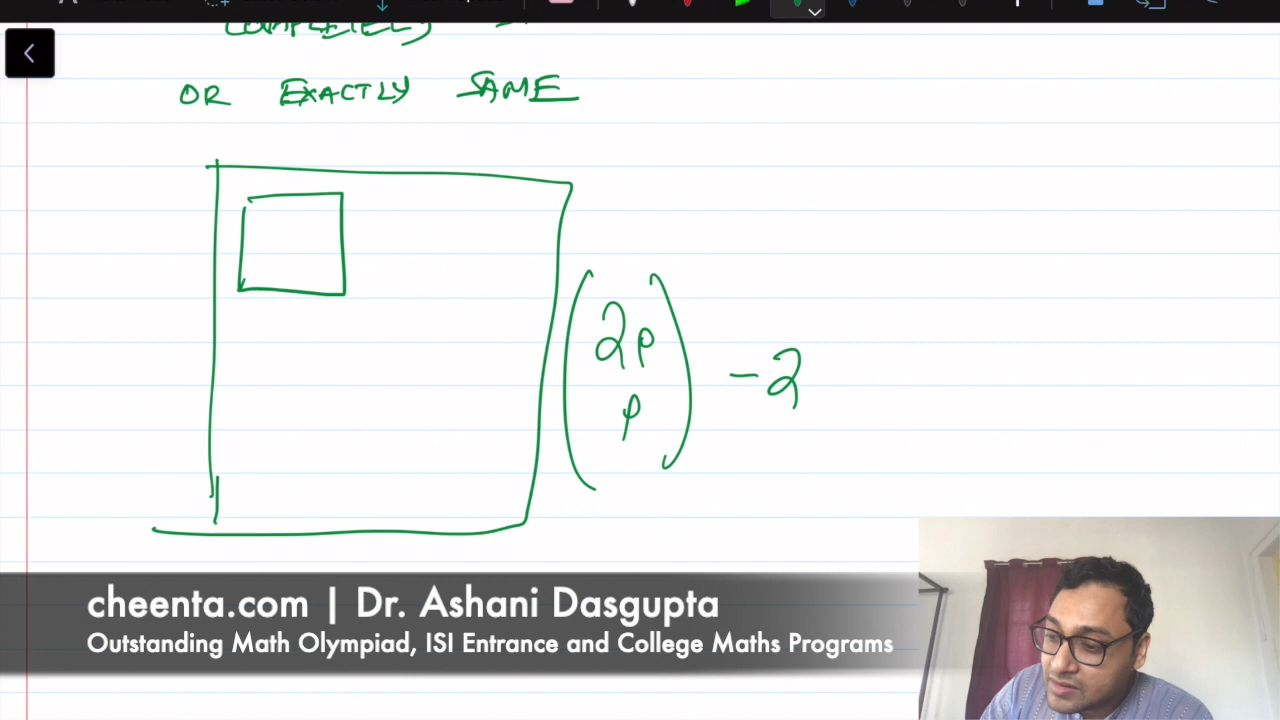 COMPLETELY
OR EXACTLY SAME
(2p
p) -2
cheenta.com | Dr. Ashani Dasgupta
Outstanding Math Olympiad, ISI Entrance and College Maths Programs